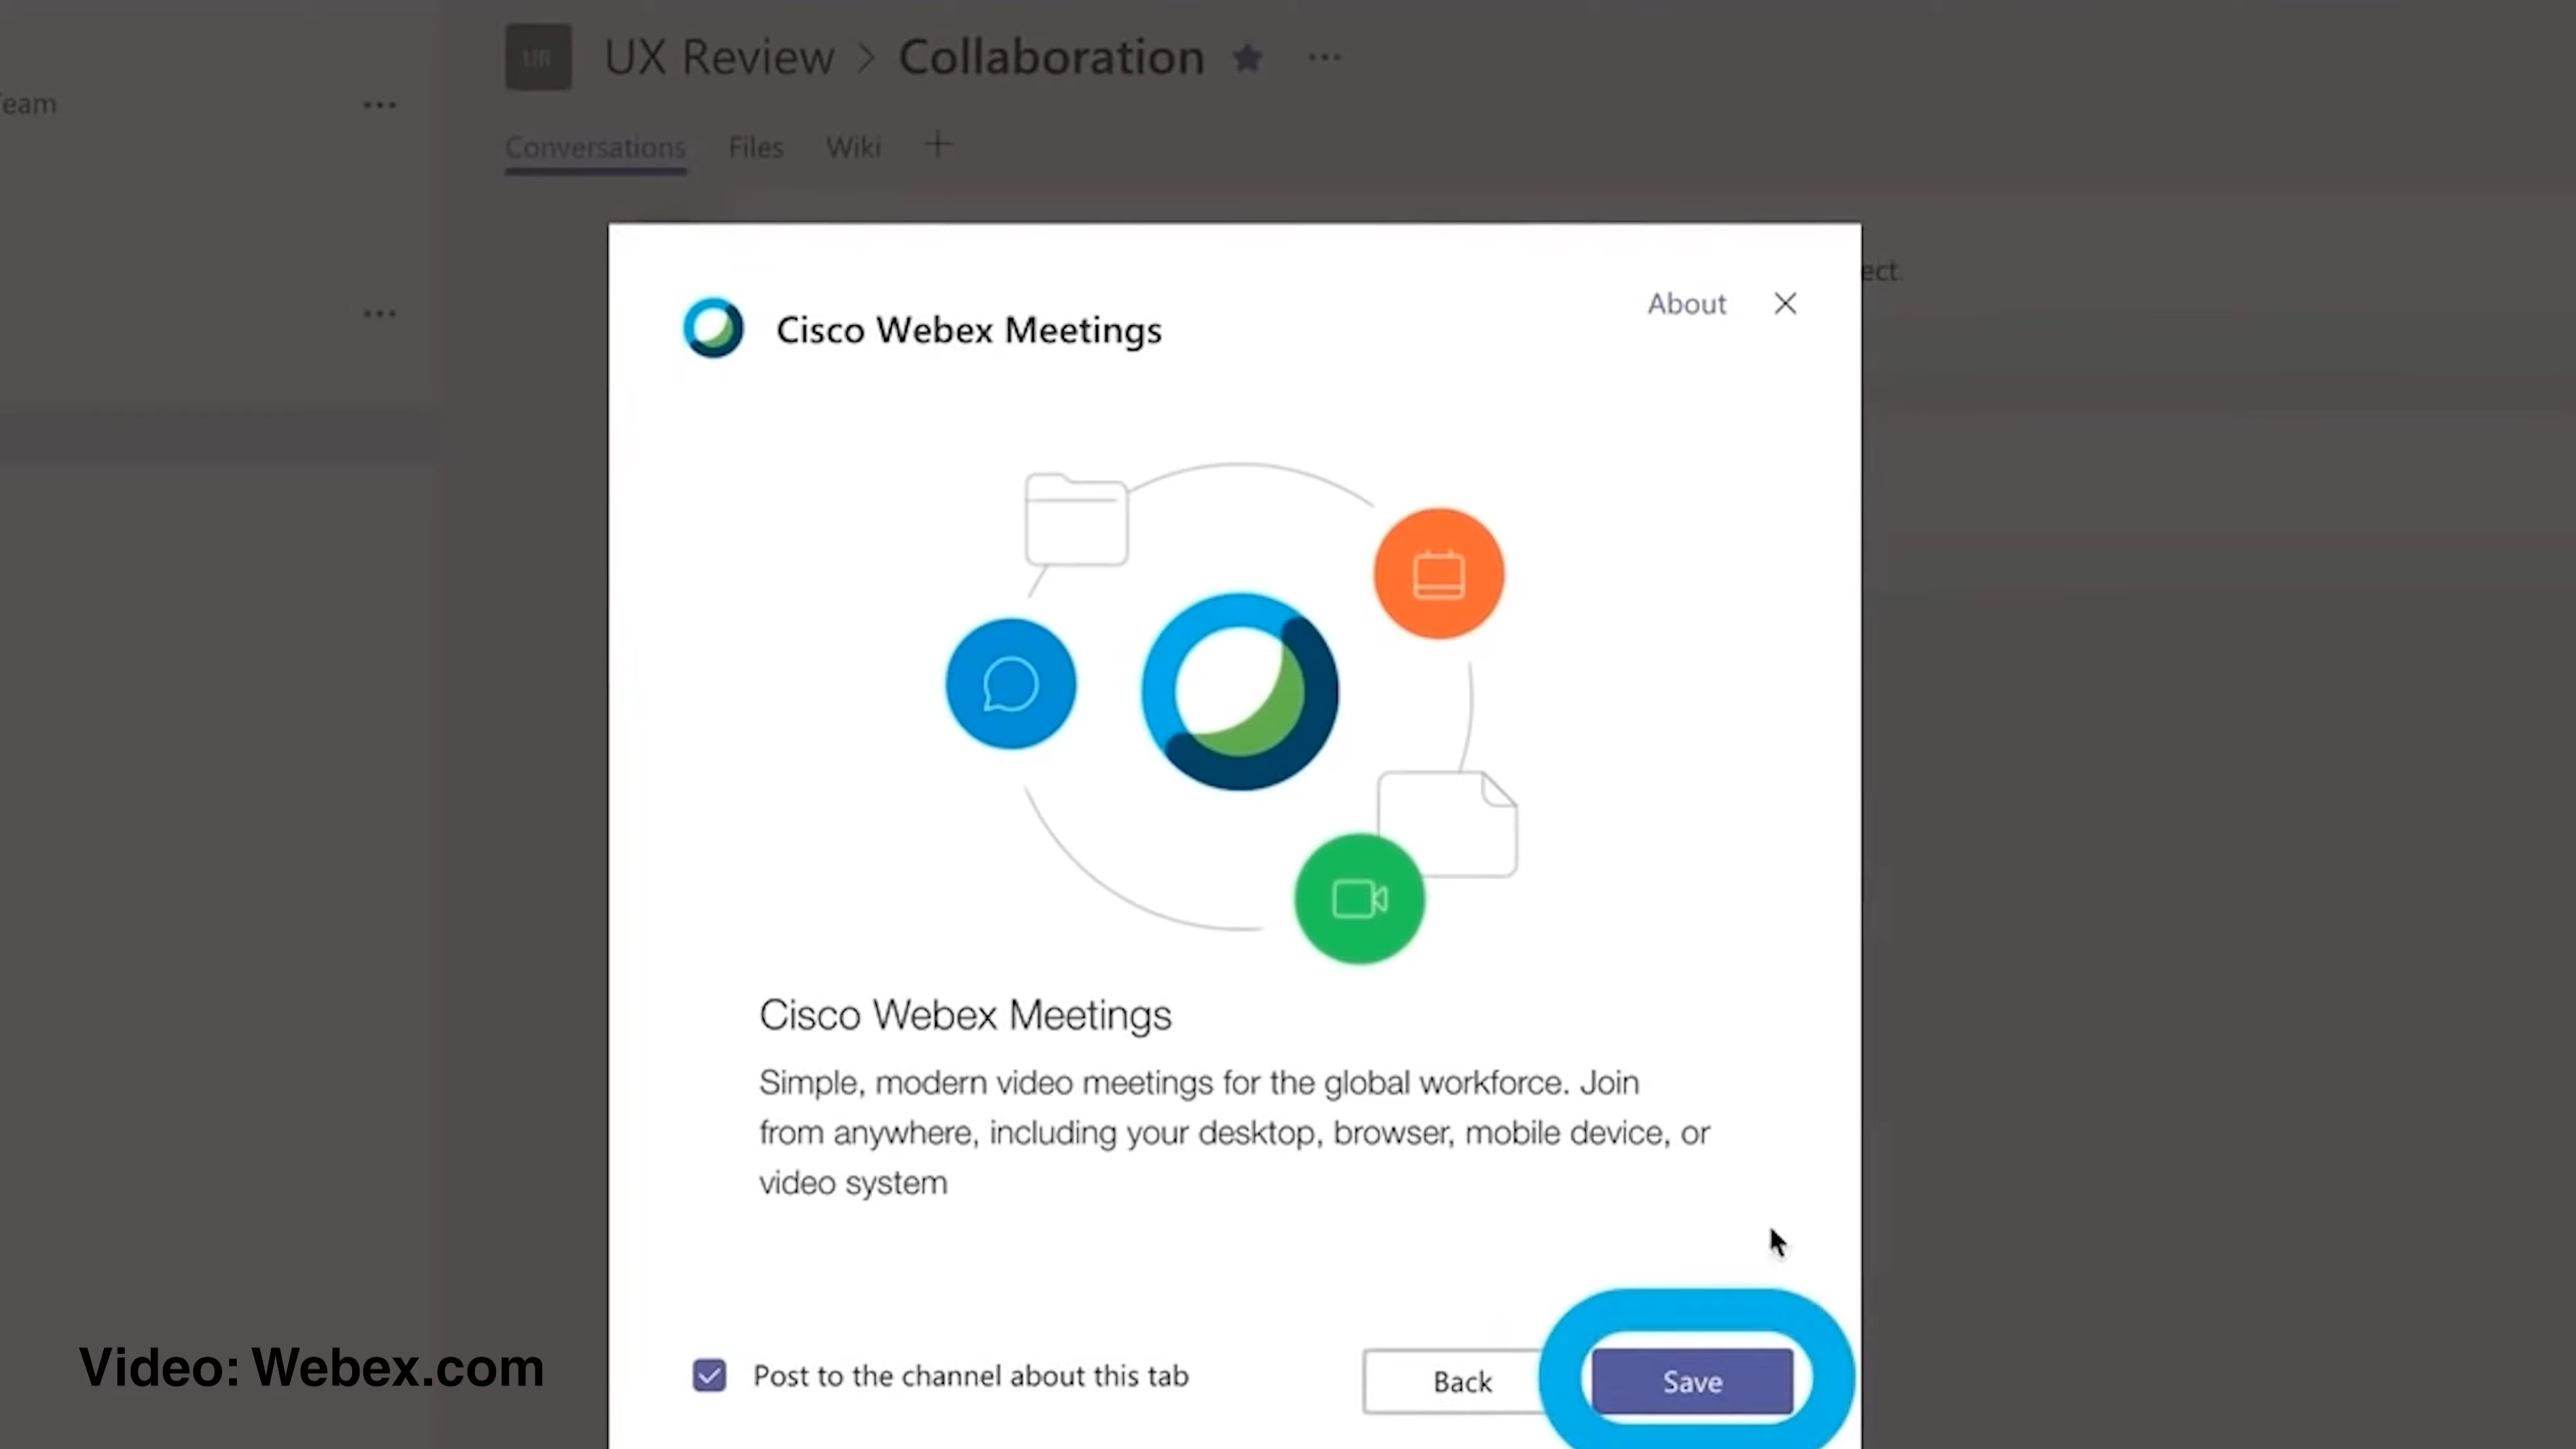 UR
UX Review > Collaboration
eam
Conversations Files Wiki +
ect
About
Cisco Webex Meetings
Cisco Webex Meetings
Simple, modern video meetings for the global workforce. Join
from anywhere, including your desktop, browser, mobile device, or
video system
Post to the channel about this tab
Back
Save
Video: Webex.com